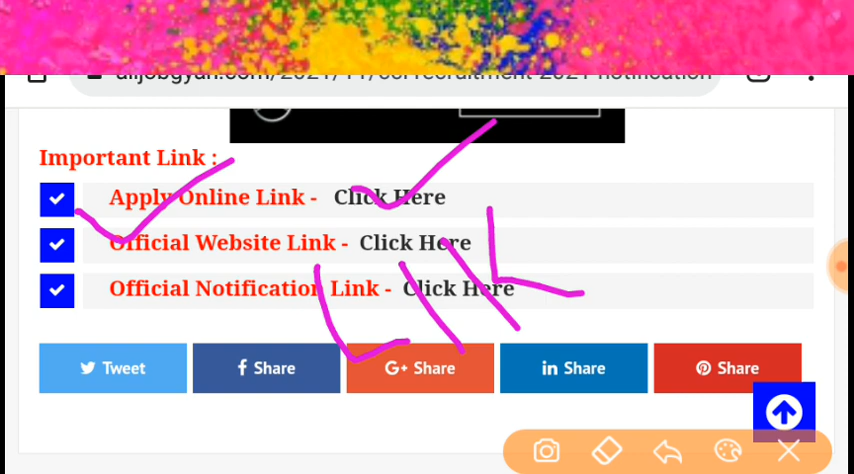 Important Link :
Apply Online Link - Click Here
Official Website Link - Click Here
Official Notification Link - Click Here
Tweet
f Share
G+ Share
in Share
Share